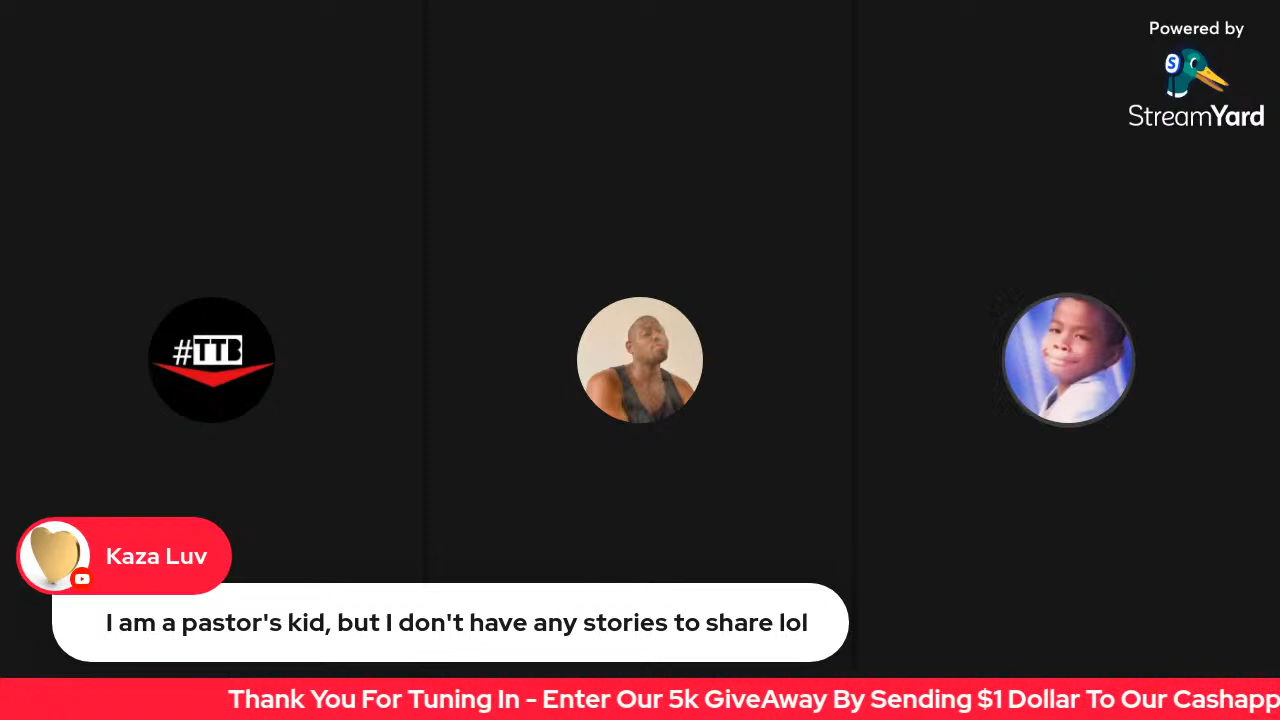 Powered by
S
StreamYard
#TTB
Kaza Luv
I am a pastor's kid, but I don't have any stories to share lol
Thank You For Tuning In - Enter Our 5k GiveAway By Sending $1 Dollar To Our Cashapp